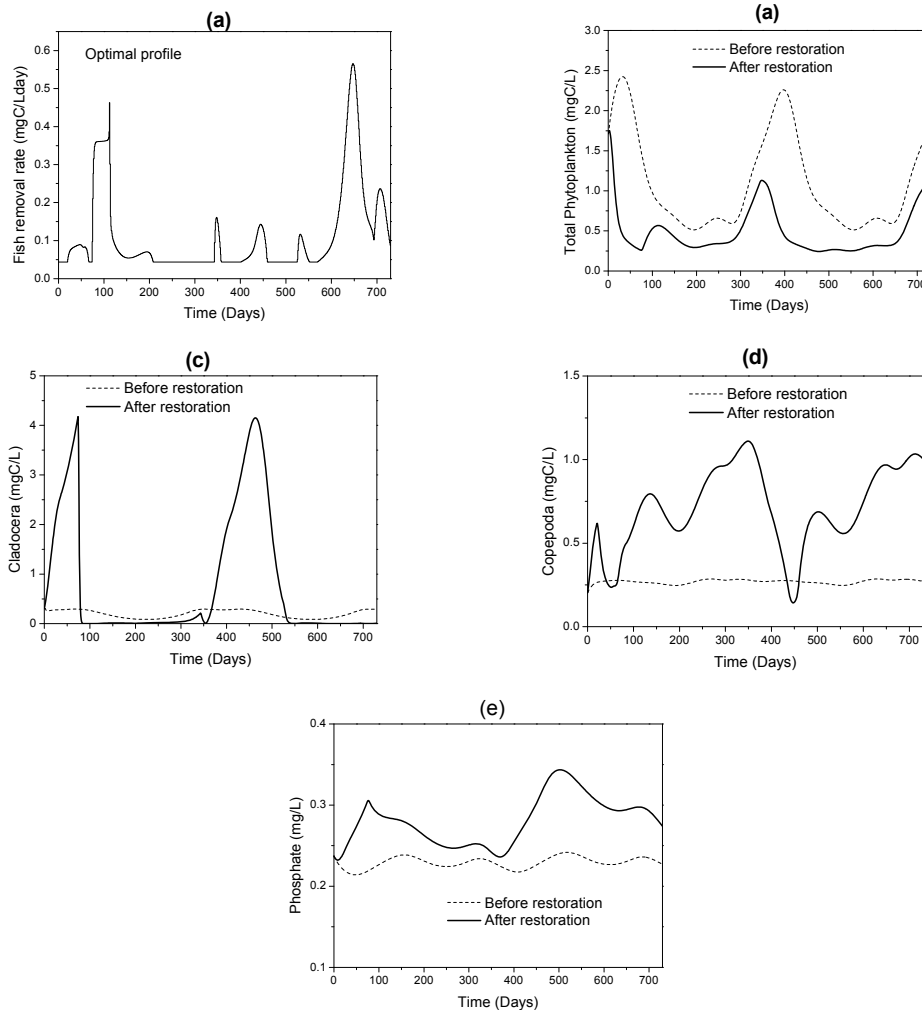 (a)
Optimal profile
Fish removal rate (mgC/Lday)
0.6
0.5
0.4
0.3
0.2
0.1
0.0
0 100 200 300 400 500 600 700
Time (Days)
(a)
Before restoration
After restoration
Total Phytoplankton (mgC/L)
3.0
2.5
2.0
1.5
1.0
0.5
0.0
0 100 200 300 400 500 600 700
Time (Days)
(c)
Before restoration
After restoration
Cladocera (mgC/L)
5
4
3
2
1
0
0 100 200 300 400 500 600 700
Time (Days)
(d)
Before restoration
After restoration
Copepoda (mgC/L)
1.5
1.0
0.5
0.0
0 100 200 300 400 500 600 700
Time (Days)
(e)
Phosphate (mg/L)
0.4
0.3
0.2
0.1
Before restoration
After restoration
0 100 200 300 400 500 600 700
Time (Days)